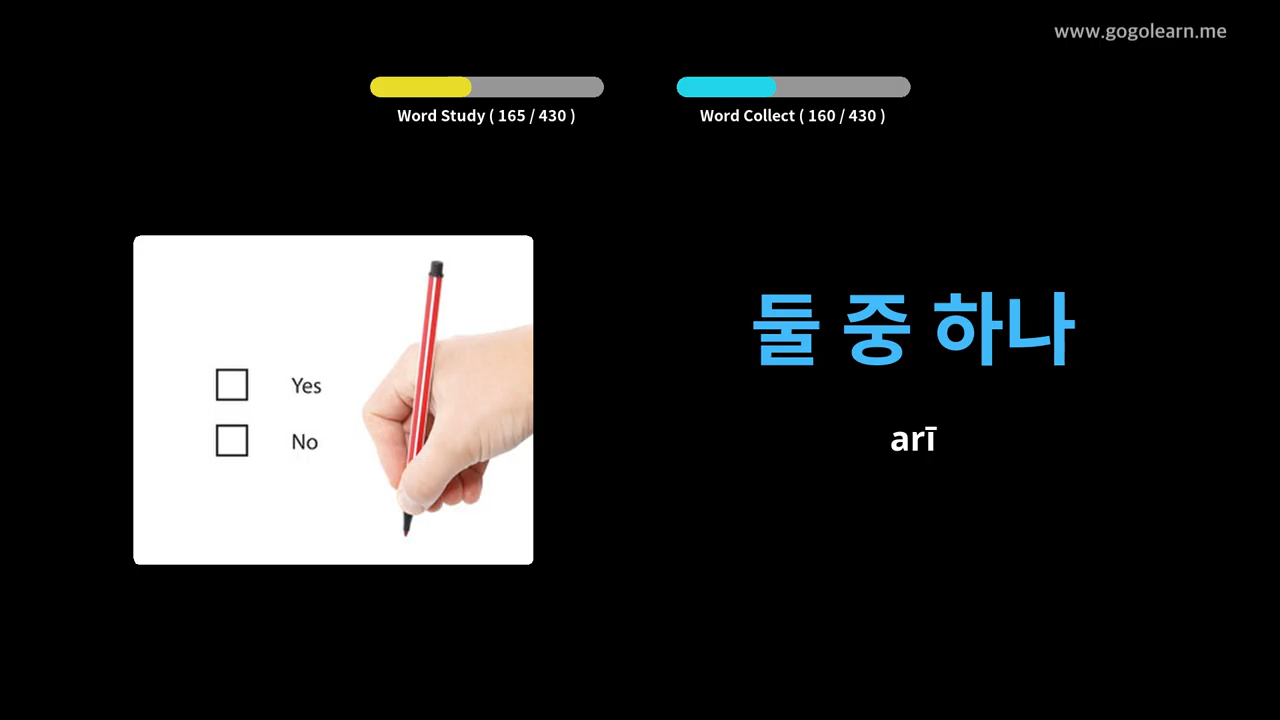 www.gogolearn.me
Word Study ( 165 / 430 )
Word Collect ( 160 / 430 )
Yes
No
둘 중 하나
arī